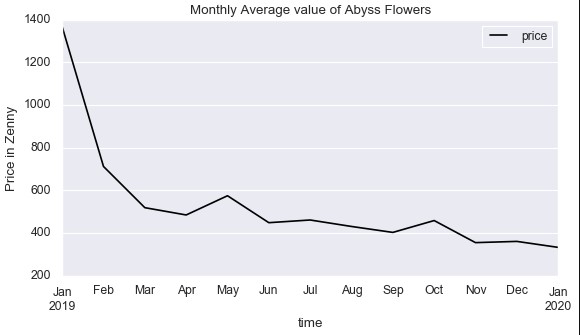 Monthly Average value of Abyss Flowers
price
Price in Zenny
1400
1200
1000
800
600
400
200
Jan Feb Mar Apr May Jun Jul Aug Sep Oct Nov Dec Jan
2019 2020
time